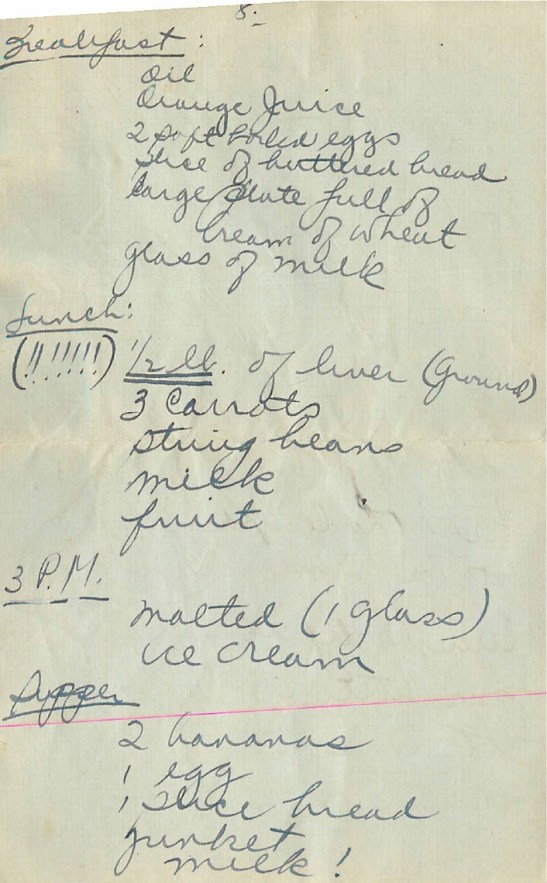 8.
Breakfast:
Oil
Orange Juice
2 soft boiled eggs
slice of buttered bread
large plate full of
cream of wheat
glass of milk
Lunch:
(!!!!!!!) 1/2 lb. of liver (Ground)
3 carrots
string beans
milk
fruit
3 P.M.
malted (1 glass)
ice cream
Supper
2 bananas
1 egg
1 slice bread
junket
milk!